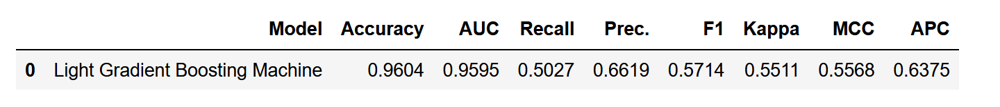 Model Accuracy AUC Recall Prec. F1 Kappa MCC APC
0 Light Gradient Boosting Machine 0.9604 0.9595 0.5027 0.6619 0.5714 0.5511 0.5568 0.6375